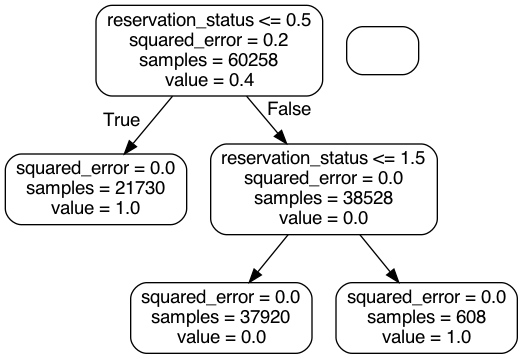 reservation_status <= 0.5
squared_error = 0.2
samples = 60258
value = 0.4
True
False
squared_error = 0.0
samples = 21730
value = 1.0
reservation_status <= 1.5
squared_error = 0.0
samples = 38528
value = 0.0
squared_error = 0.0
samples = 37920
value = 0.0
squared_error = 0.0
samples = 608
value = 1.0